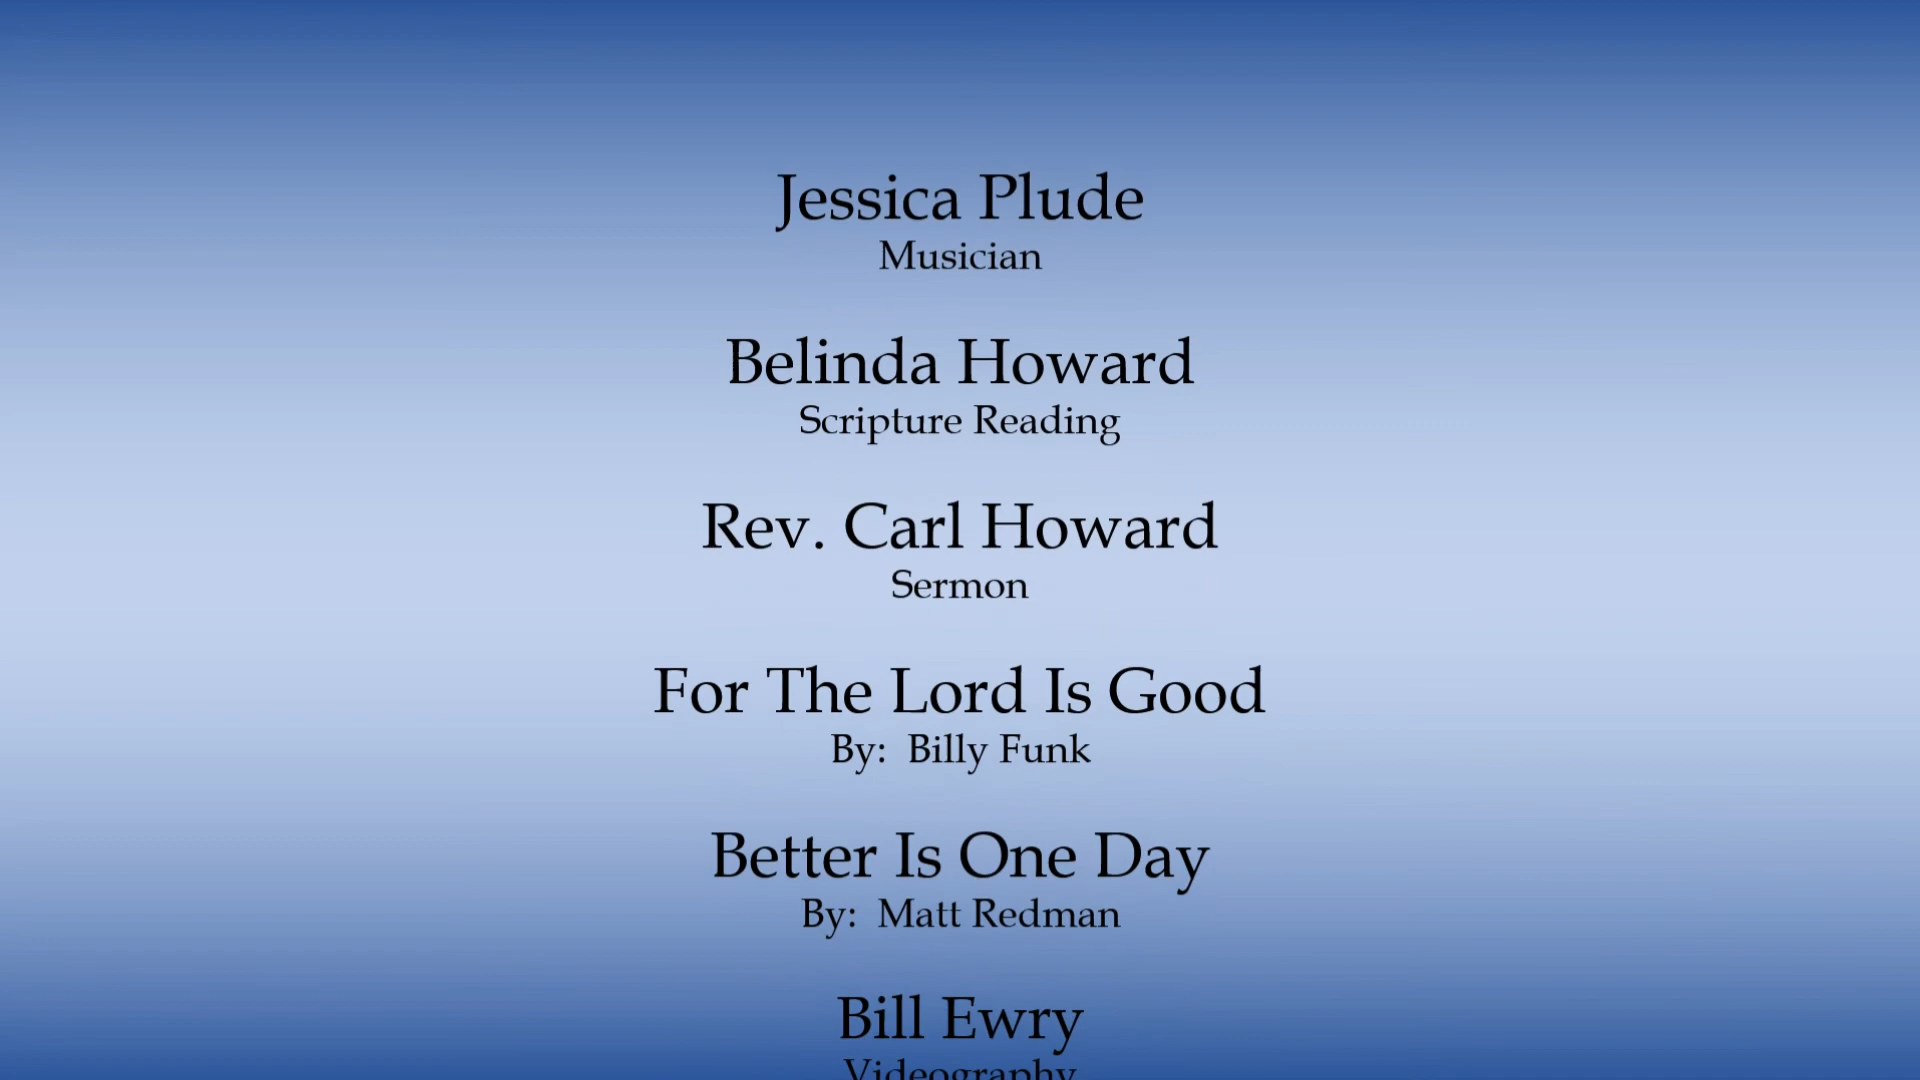 Jessica Plude
Musician
Belinda Howard
Scripture Reading
Rev. Carl Howard
Sermon
For The Lord Is Good
By:  Billy Funk
Better Is One Day
By:  Matt Redman
Bill Ewry
Videography